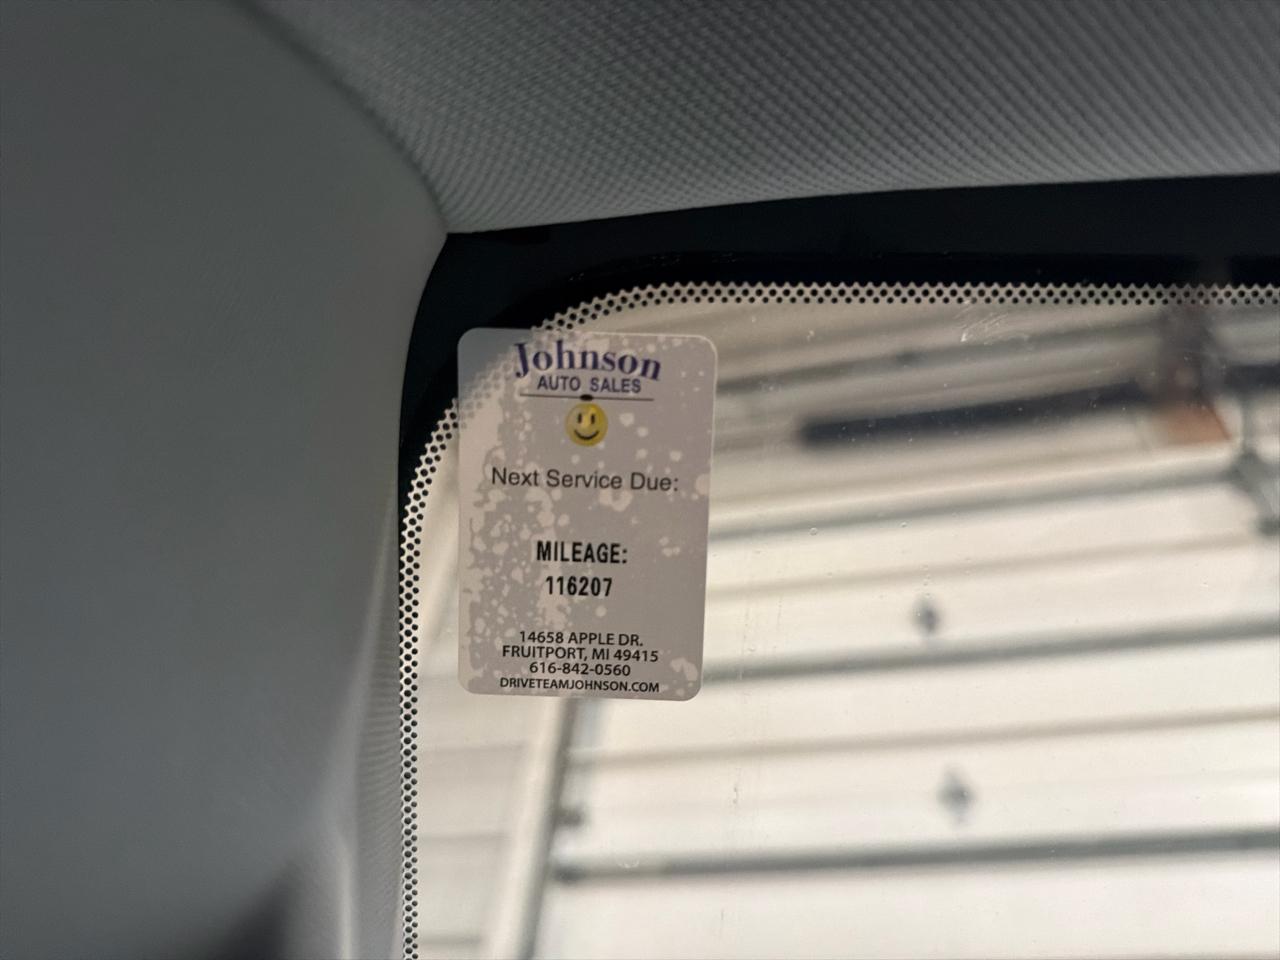 Johnson
AUTO SALES
Next Service Due:
MILEAGE:
116207
14658 APPLE DR.
FRUITPORT, MI 49415
616-842-0560
DRIVETEAMJOHNSON.COM